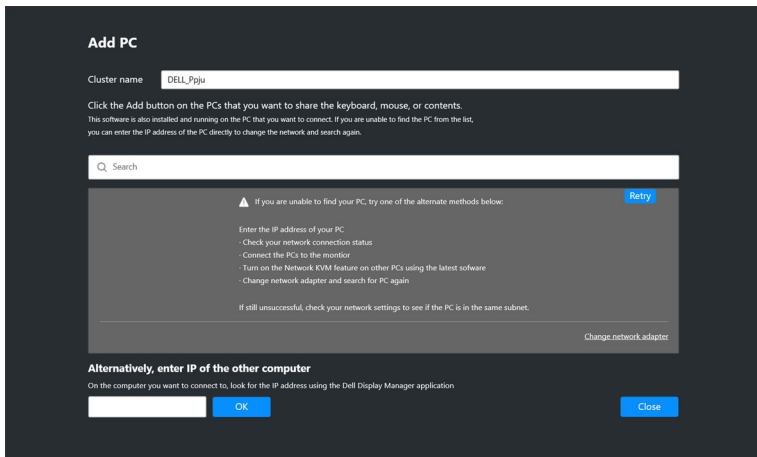 Add PC
Cluster name DELL_Ppju
Click the Add button on the PCs that you want to share the keyboard, mouse, or contents.
This software is also installed and running on the PC that you want to connect. If you are unable to find the PC from the list,
you can enter the IP address of the PC directly to change the network and search again.
Search
If you are unable to find your PC, try one of the alternate methods below:
Retry
Enter the IP address of your PC
- Check your network connection status
- Connect the PCs to the montior
- Turn on the Network KVM feature on other PCs using the latest sofware
- Change network adapter and search for PC again
If still unsuccessful, check your network settings to see if the PC is in the same subnet.
Change network adapter
Alternatively, enter IP of the other computer
On the computer you want to connect to, look for the IP address using the Dell Display Manager application
OK
Close